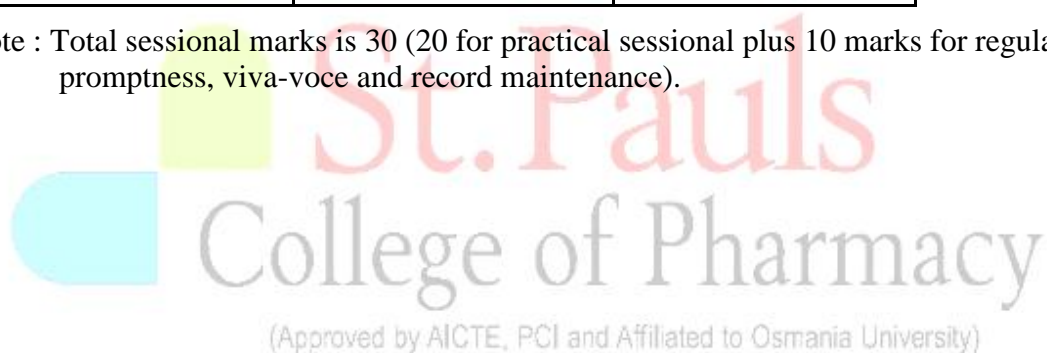 te : Total sessional marks is 30 (20 for practical sessional plus 10 marks for regula
promptness, viva-voce and record maintenance).
St. Pauls
College of Pharmacy
(Approved by AICTE, PCI and Affiliated to Osmania University)